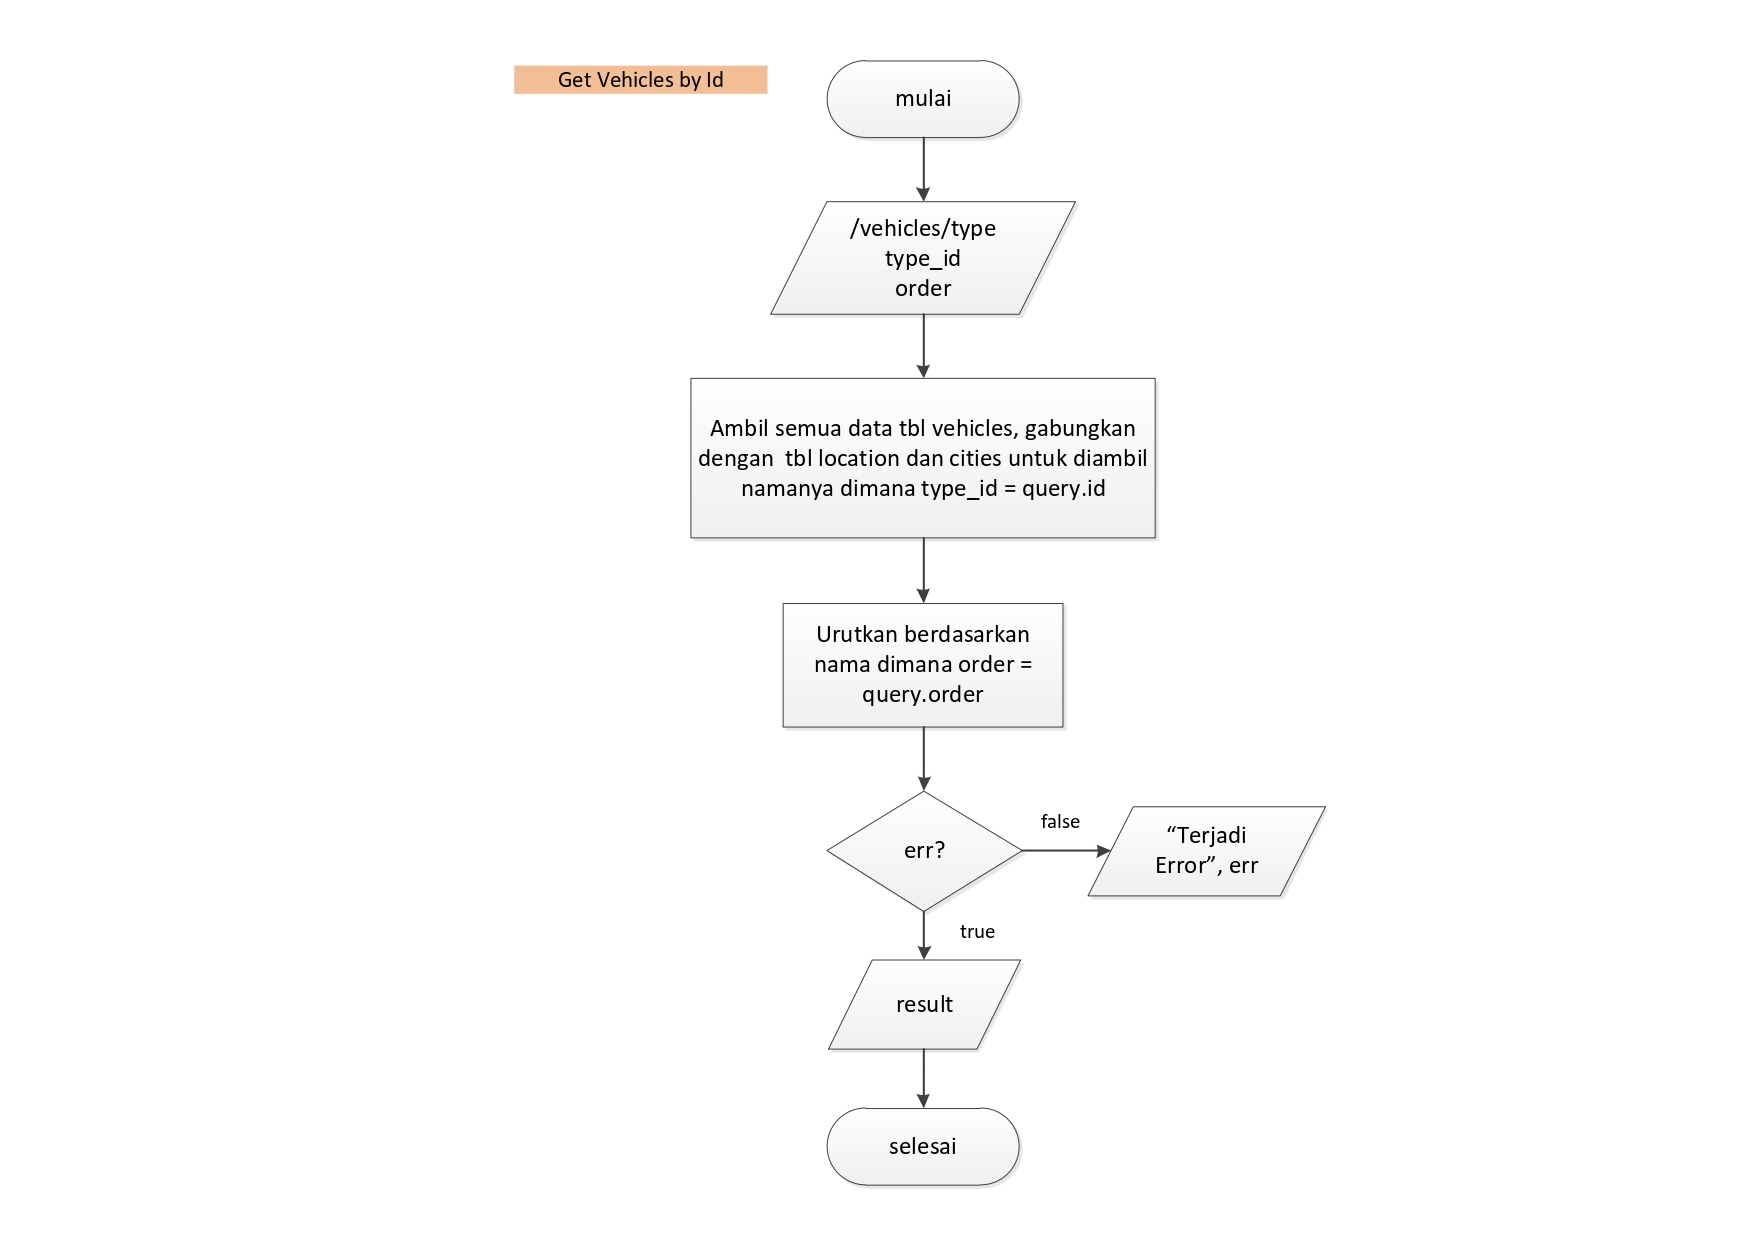 Get Vehicles by Id
mulai
/vehicles/type
type_id
order
Ambil semua data tbl vehicles, gabungkan
dengan  tbl location dan cities untuk diambil
namanya dimana type_id = query.id
Urutkan berdasarkan
nama dimana order =
query.order
err?
false
“Terjadi
Error”, err
true
result
selesai